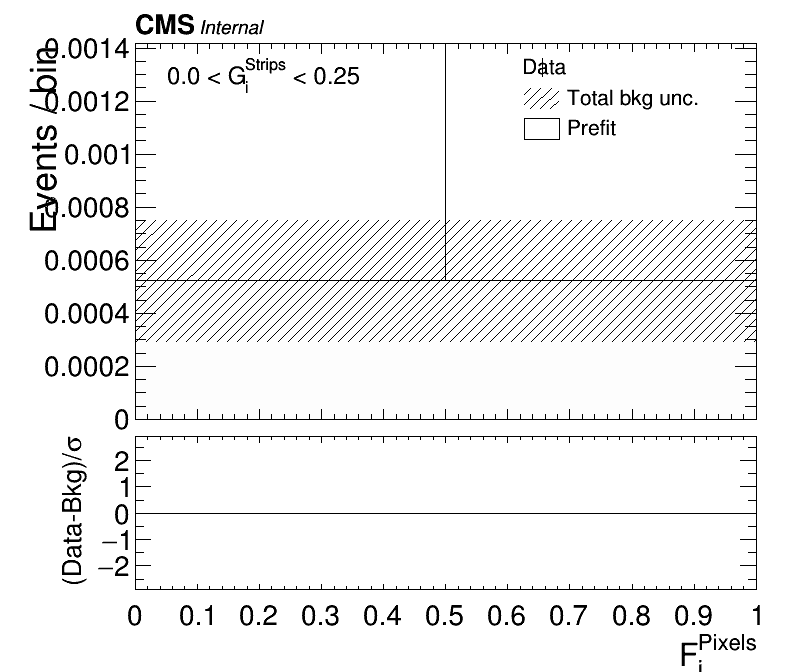 CMS Internal
0.0 < G_i^Strips < 0.25
Data
Total bkg unc.
Prefit
Events / bin
0.0014
0.0012
0.001
0.0008
0.0006
0.0004
0.0002
0
(Data-Bkg)/σ
2
1
0
−1
−2
0 0.1 0.2 0.3 0.4 0.5 0.6 0.7 0.8 0.9 1
F_i^Pixels